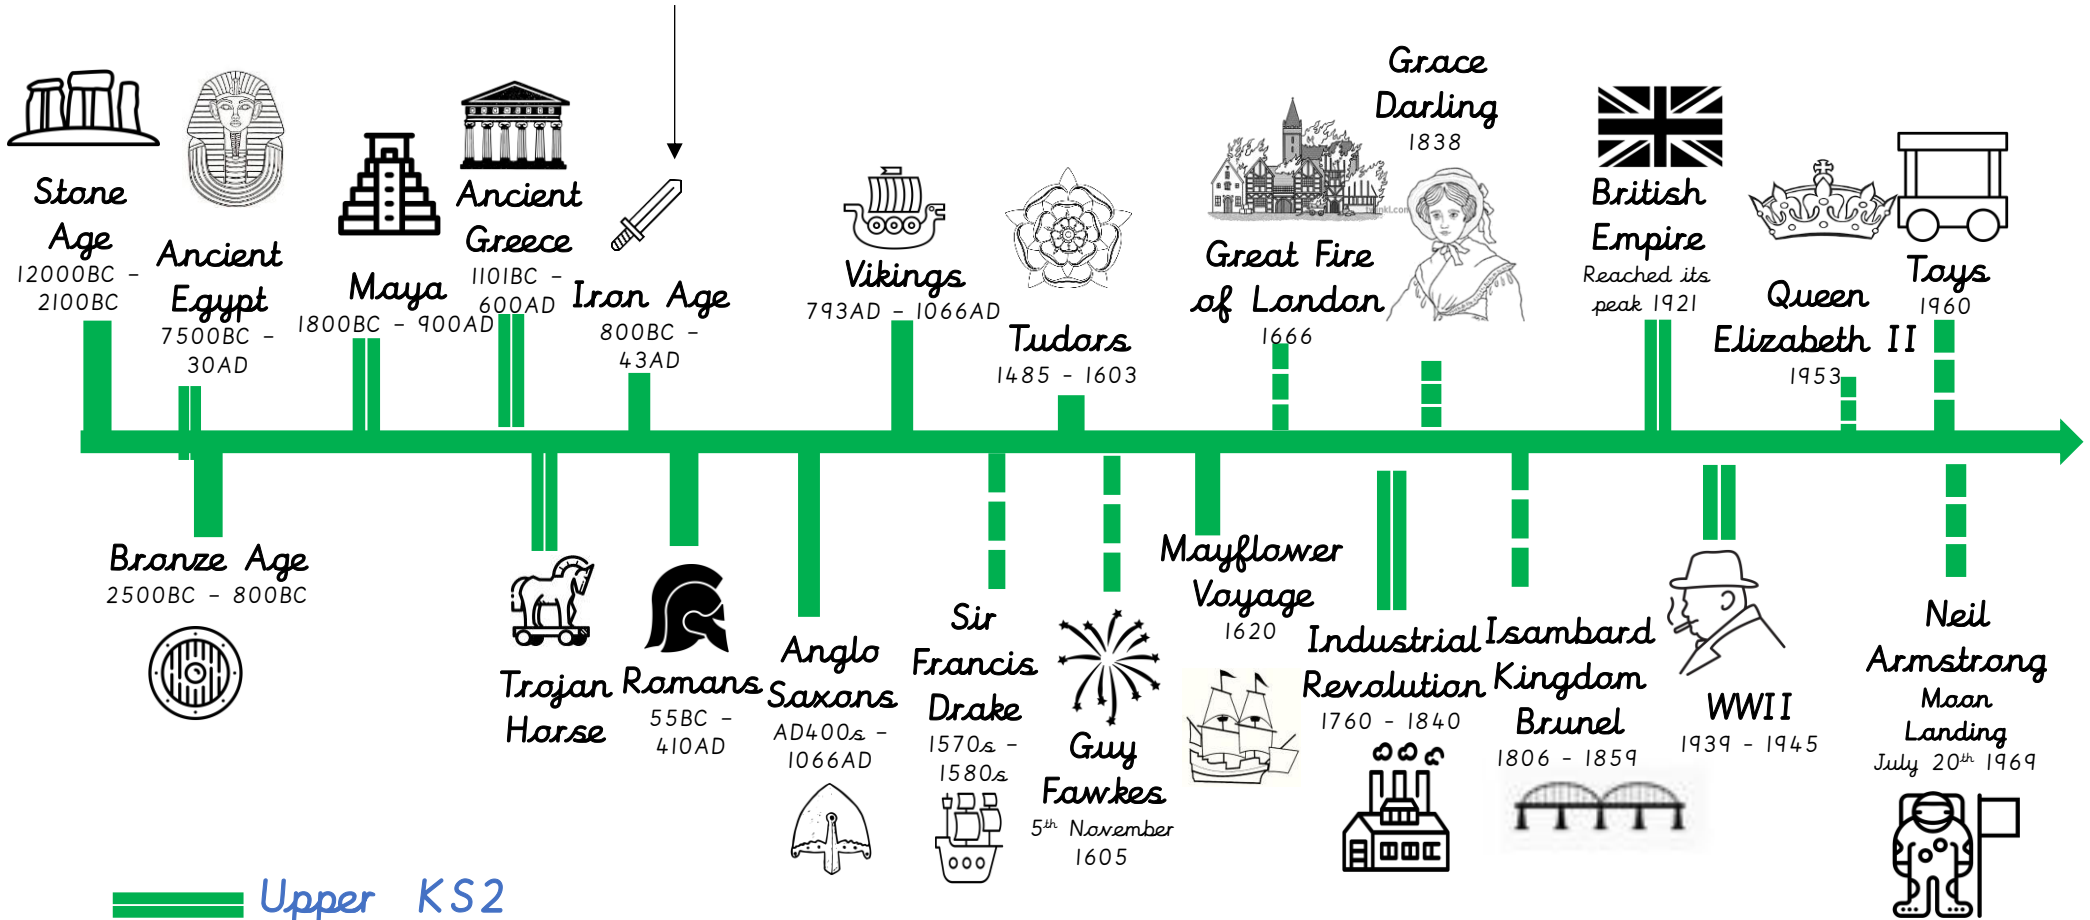 Stone
Age
12000BC -
2100BC
Ancient
Egypt
7500BC -
30AD
Bronze Age
2500BC - 800BC
Maya
1800BC - 900AD
Ancient
Greece
1101BC -
600AD
Trojan
Horse
Iron Age
800BC -
43AD
Romans
55BC -
410AD
Anglo
Saxons
AD400s -
1066AD
Vikings
793AD - 1066AD
Sir
Francis
Drake
1570s -
1580s
Tudors
1485 - 1603
Guy
Fawkes
5th November
1605
Mayflower
Voyage
1620
Great Fire
of London
1666
Industrial
Revolution
1760 - 1840
Grace
Darling
1838
Isambard
Kingdom
Brunel
1806 - 1859
British
Empire
Reached its
peak 1921
WWII
1939 - 1945
Queen
Elizabeth II
1953
Toys
1960
Neil
Armstrong
Moon
Landing
July 20th 1969
Upper KS2